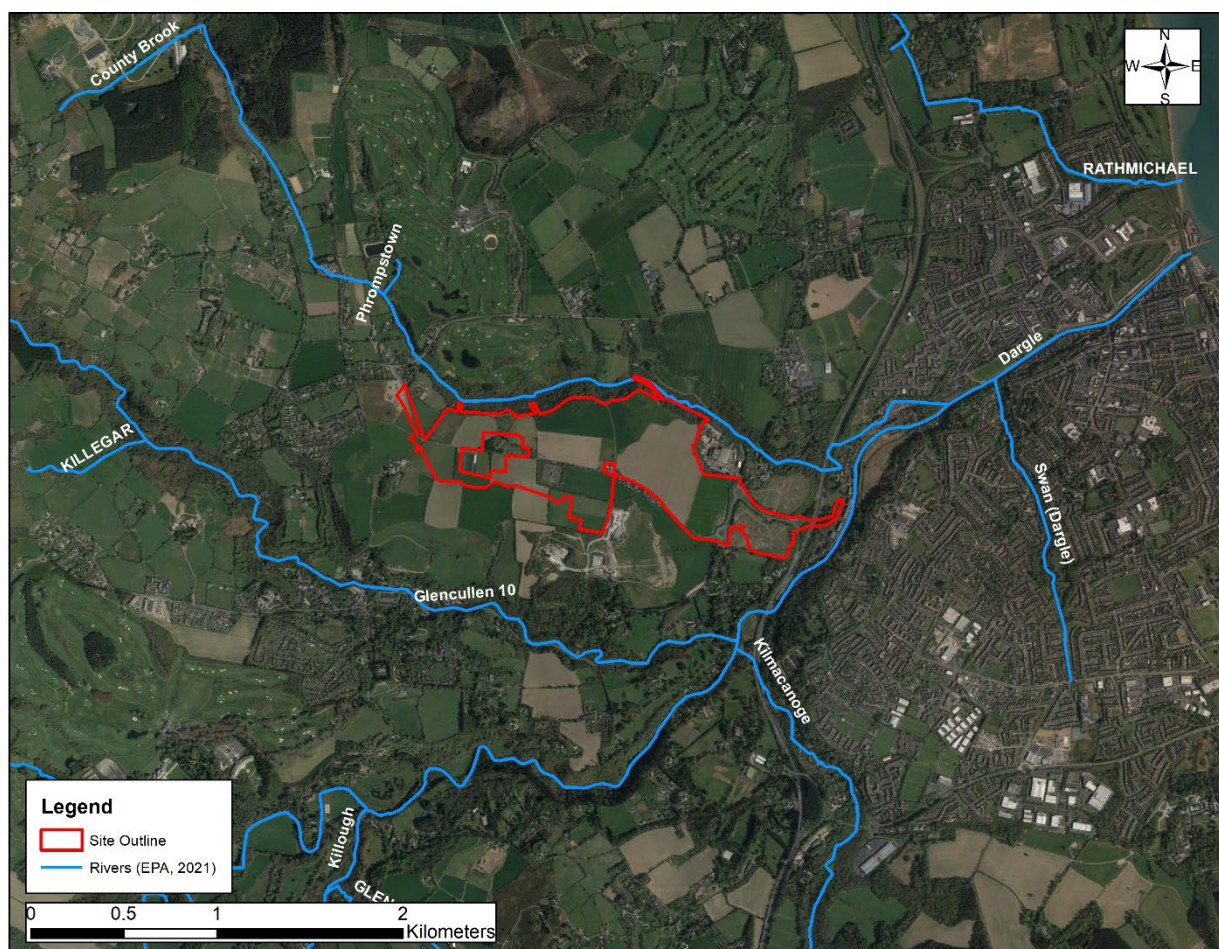 County Brook
N
W E
S
RATHMICHAEL
Phrompstown
Dargle
KILLEGAR
Swan (Dargle)
Glencullen 10
Kilmacanoge
Killough
GLEN
Legend
Site Outline
Rivers (EPA, 2021)
0 0.5 1 2
Kilometers